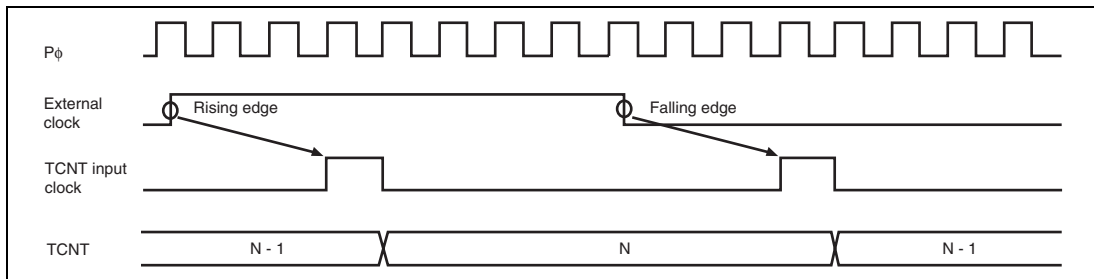 Pϕ
External
clock
Rising edge
Falling edge
TCNT input
clock
TCNT
N - 1
N
N - 1